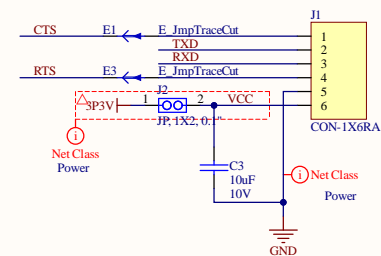 J1
CTS E1 E_JmpTraceCut 1
TXD 2
RXD 3
RTS E3 E_JmpTraceCut 4
J2 5
3P3V 1 2 VCC 6
JP, 1X2, 0.1"
CON-1X6RA
i
Net Class
Power
C3
10uF
10V
i Net Class
Power
GND